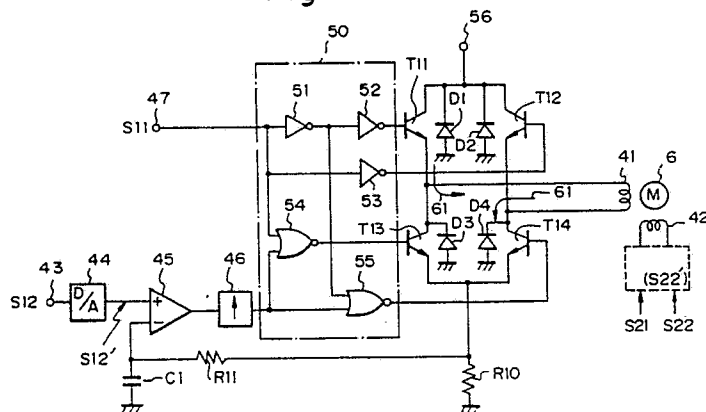 50
56
T11
T12
47
51
52
S11
D1
D2
53
41
6
M
61
61
54
T13
D3
D4
T14
42
43
44
45
46
S12
D/A
+
−
55
(S22')
S12'
S21
S22
C1
R11
R10